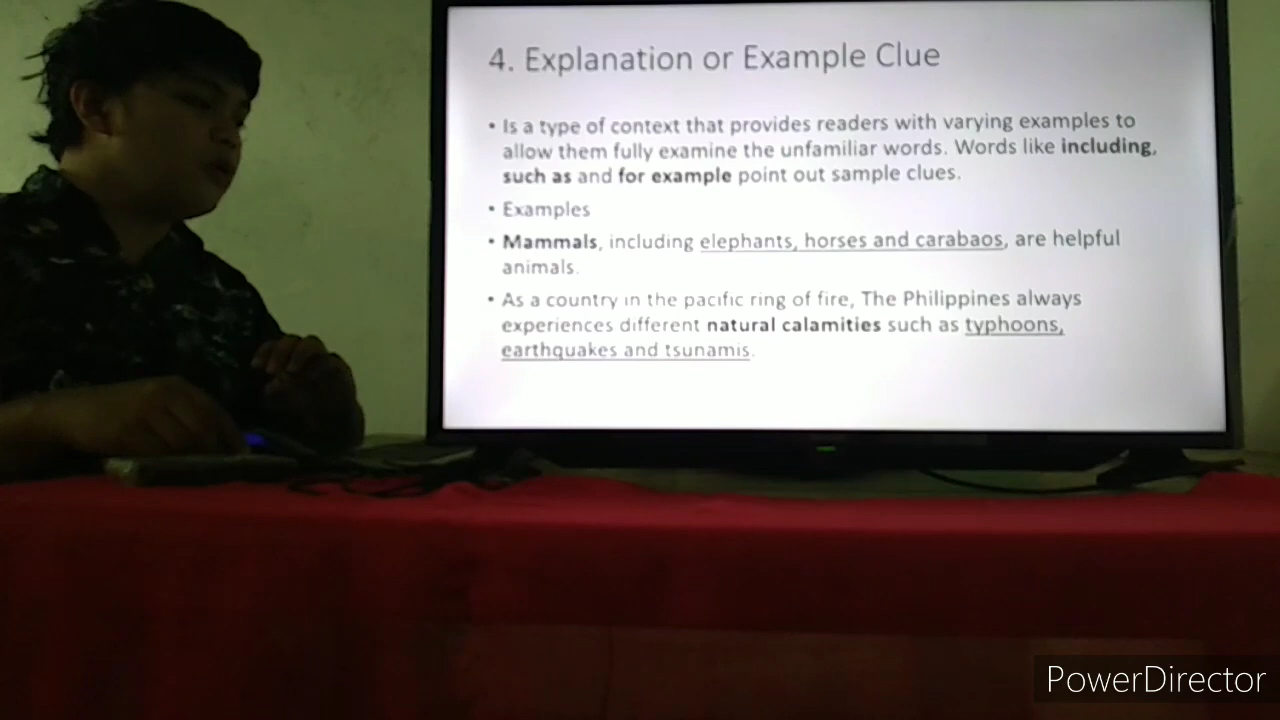 4. Explanation or Example Clue
• Is a type of context that provides readers with varying examples to
allow them fully examine the unfamiliar words. Words like including,
such as and for example point out sample clues.
• Examples
• Mammals, including elephants, horses and carabaos, are helpful
animals.
• As a country in the pacific ring of fire, The Philippines always
experiences different natural calamities such as typhoons,
earthquakes and tsunamis.
PowerDirector